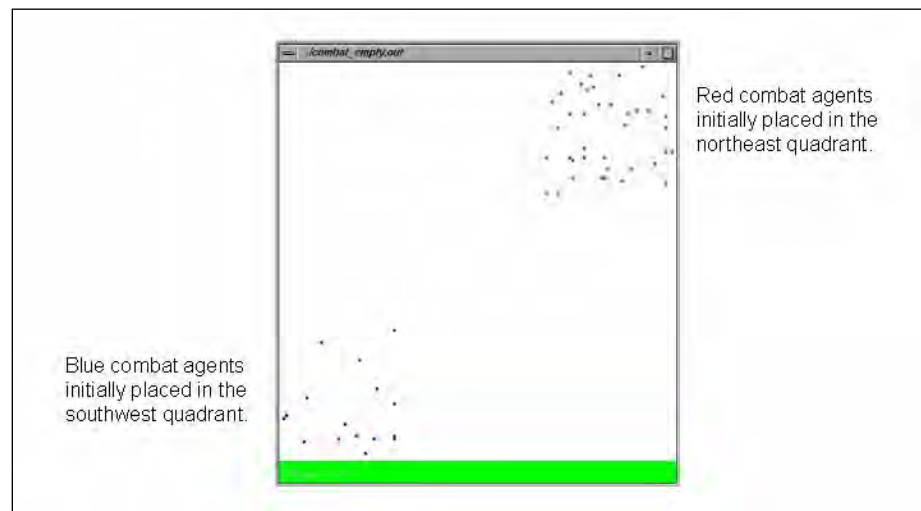 ./combat_empty.out
Red combat agents
initially placed in the
northeast quadrant.
Blue combat agents
initially placed in the
southwest quadrant.